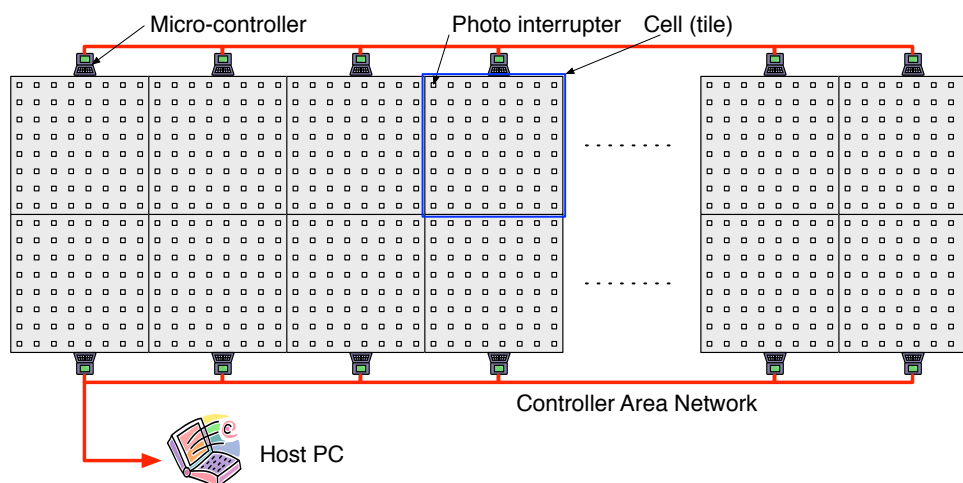 Micro-controller
Photo interrupter
Cell (tile)
Controller Area Network
Host PC